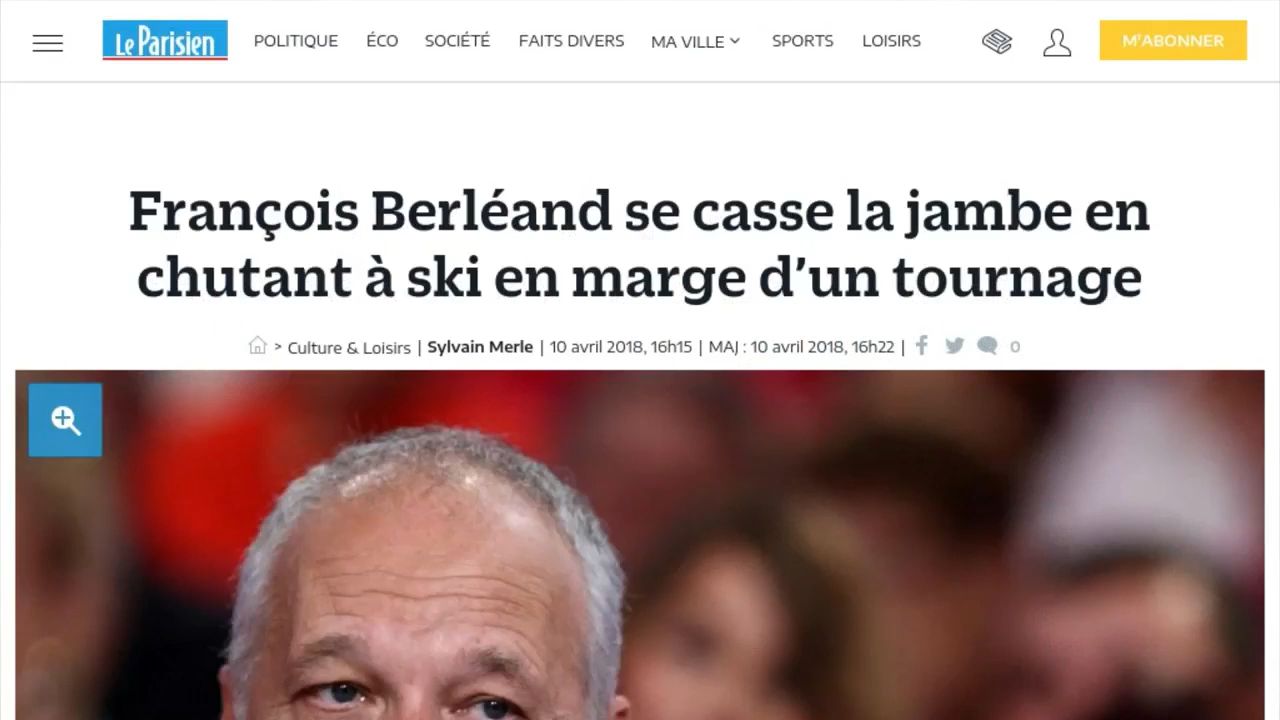 Le Parisien POLITIQUE ÉCO SOCIÉTÉ FAITS DIVERS MA VILLE SPORTS LOISIRS M'ABONNER
François Berléand se casse la jambe en
chutant à ski en marge d'un tournage
> Culture & Loisirs | Sylvain Merle | 10 avril 2018, 16h15 | MAJ : 10 avril 2018, 16h22 | 0